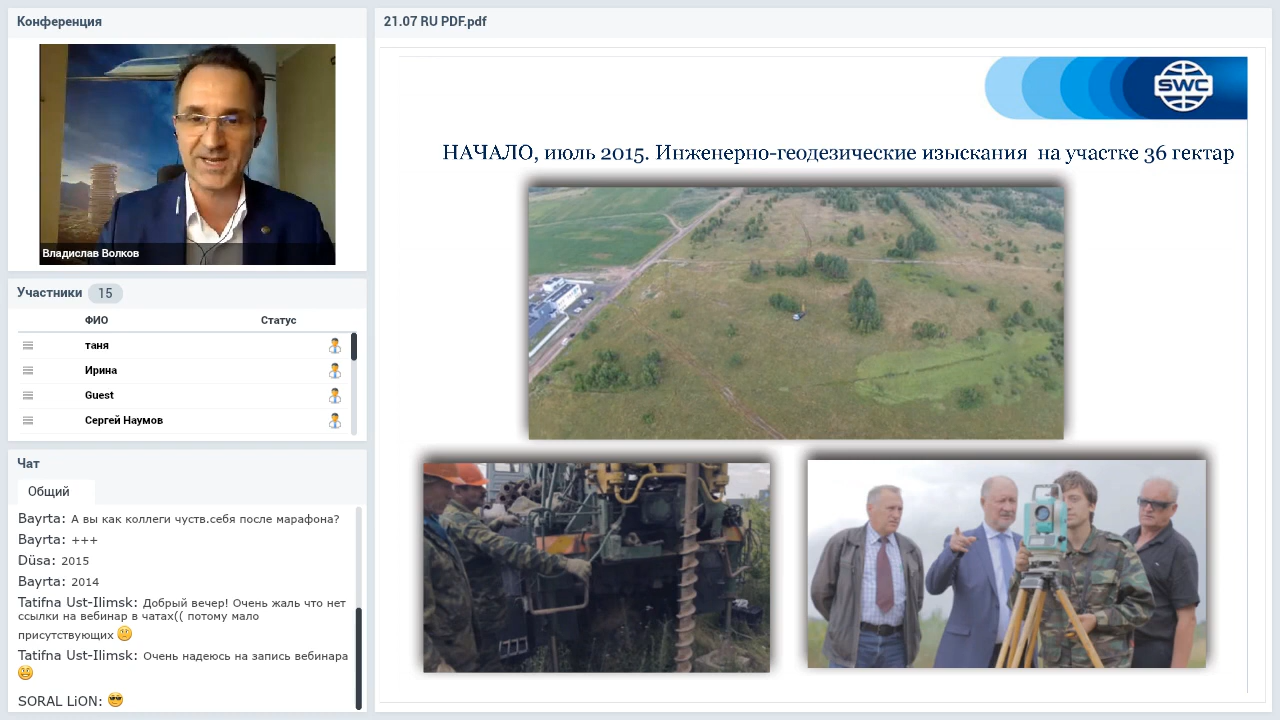 Конференция
Владислав Волков
Участники 15
ФИО Статус
таня
Ирина
Guest
Сергей Наумов
Чат
Общий
Bayrta: А вы как коллеги чуств.себя после марафона?
Bayrta: +++
Düsa: 2015
Bayrta: 2014
Tatifna Ust-Ilimsk: Добрый вечер! Очень жаль что нет
ссылки на вебинар в чатах(( потому мало
присутствующих
Tatifna Ust-Ilimsk: Очень надеюсь на запись вебинара
SORAL LiON:
21.07 RU PDF.pdf
SWC
НАЧАЛО, июль 2015. Инженерно-геодезические изыскания на участке 36 гектар